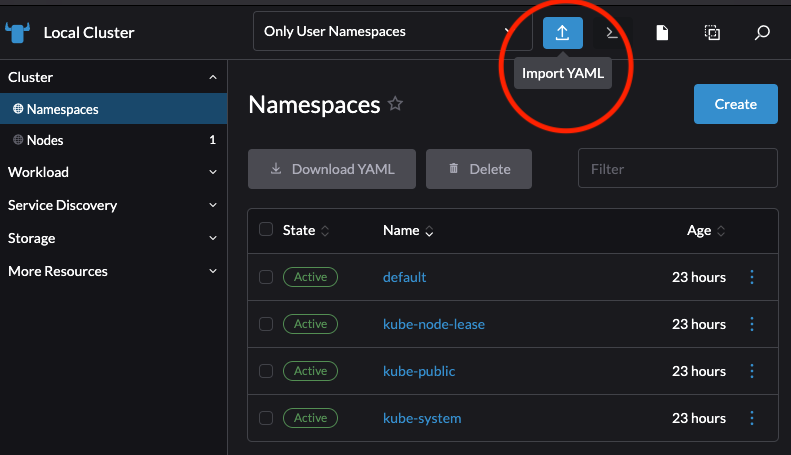 Local Cluster
Only User Namespaces
Import YAML
Cluster
Namespaces
Nodes 1
Workload
Service Discovery
Storage
More Resources
Namespaces
Create
Download YAML
Delete
Filter
State Name Age
Active default 23 hours
Active kube-node-lease 23 hours
Active kube-public 23 hours
Active kube-system 23 hours